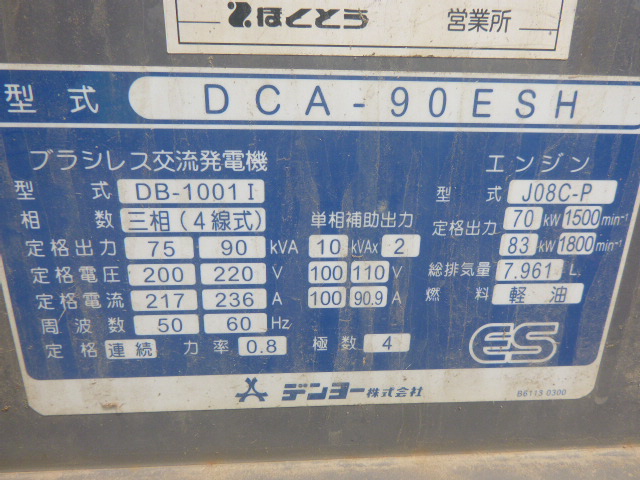 ほくとう 営業所
型式 DCA-90ESH
ブラシレス交流発電機 エンジン
型式 DB-1001I 型式 J08C-P
相数 三相(4線式) 単相補助出力 定格出力 70 kW 1500min⁻¹
定格出力 75 90 kVA 10 kVAx 2 83 kW 1800min⁻¹
定格電圧 200 220 V 100 110 V 総排気量 7.961 L
定格電流 217 236 A 100 90.9 A 燃料 軽油
周波数 50 60 Hz
定格 連続 力率 0.8 極数 4 ES
デンヨー株式会社 B6113 0300